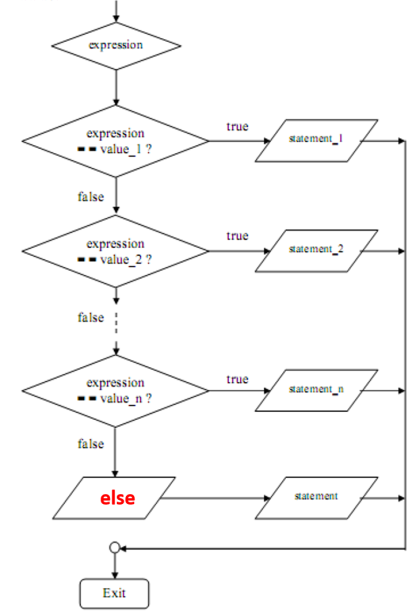 expression
expression
== value_1 ?
true
statement_1
false
expression
== value_2 ?
true
statement_2
false
expression
== value_n ?
true
statement_n
false
else
statement
Exit